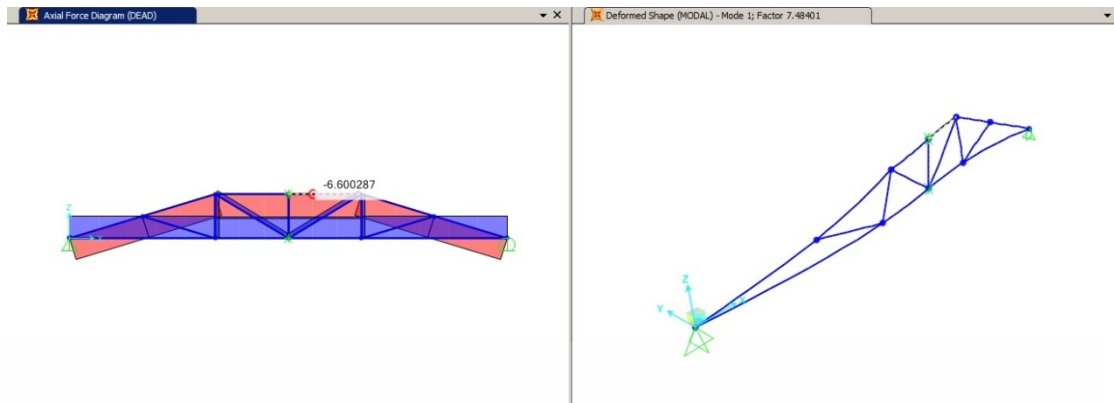 Axial Force Diagram (DEAD)
Deformed Shape (MODAL) - Mode 1; Factor 7.48401
-6.600287
Z
Z
Y
X